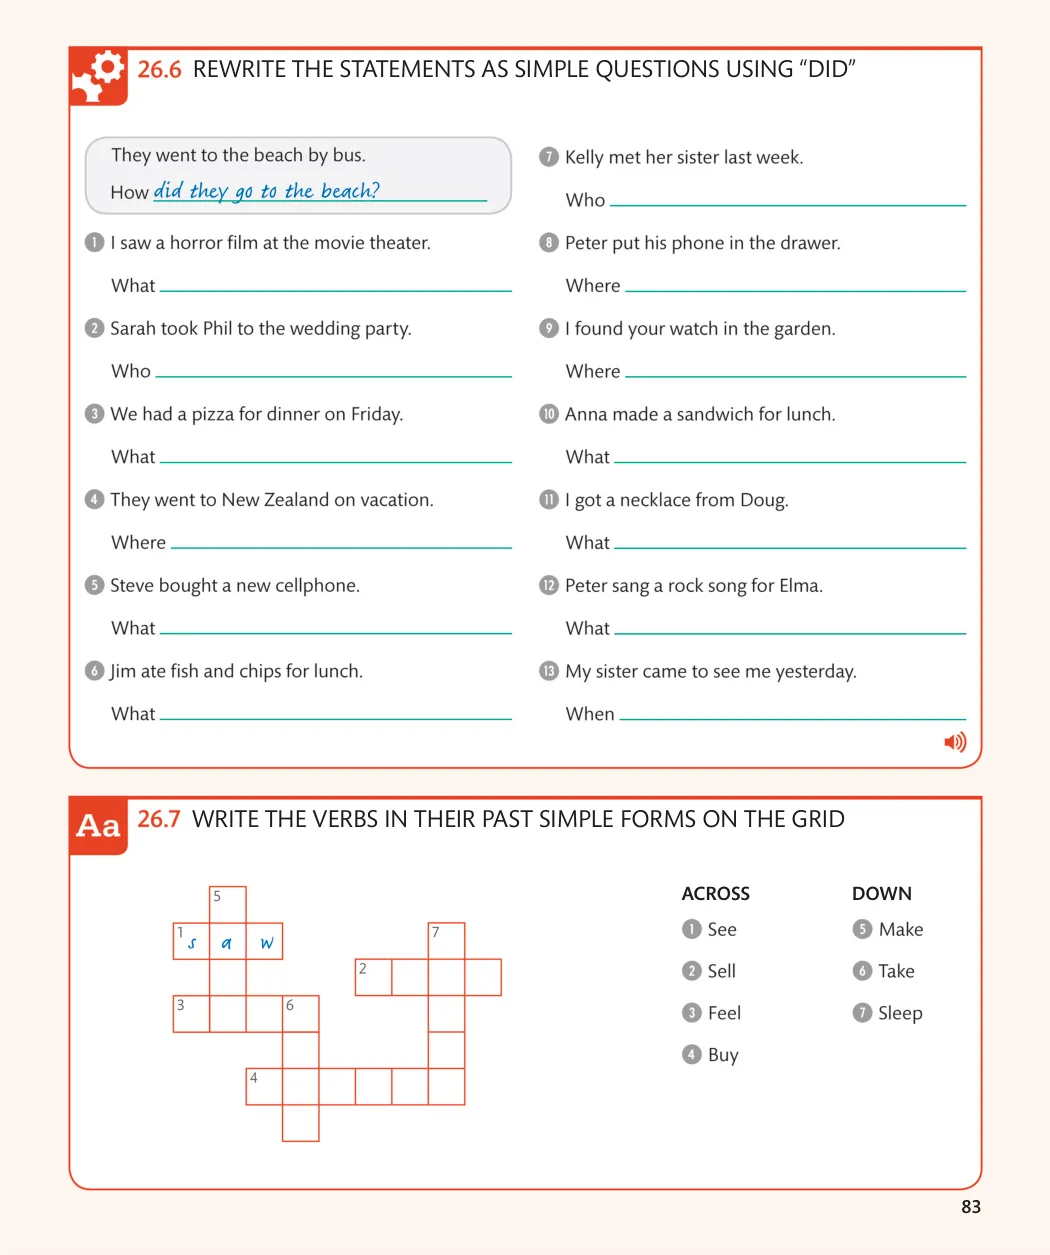 26.6 REWRITE THE STATEMENTS AS SIMPLE QUESTIONS USING “DID”
They went to the beach by bus.
How did they go to the beach?
1 I saw a horror film at the movie theater.
What
2 Sarah took Phil to the wedding party.
Who
3 We had a pizza for dinner on Friday.
What
4 They went to New Zealand on vacation.
Where
5 Steve bought a new cellphone.
What
6 Jim ate fish and chips for lunch.
What
7 Kelly met her sister last week.
Who
8 Peter put his phone in the drawer.
Where
9 I found your watch in the garden.
Where
10 Anna made a sandwich for lunch.
What
11 I got a necklace from Doug.
What
12 Peter sang a rock song for Elma.
What
13 My sister came to see me yesterday.
When
Aa 26.7 WRITE THE VERBS IN THEIR PAST SIMPLE FORMS ON THE GRID
5
1 s a w
7
2
3 6
4
ACROSS
1 See
2 Sell
3 Feel
4 Buy
DOWN
5 Make
6 Take
7 Sleep
83